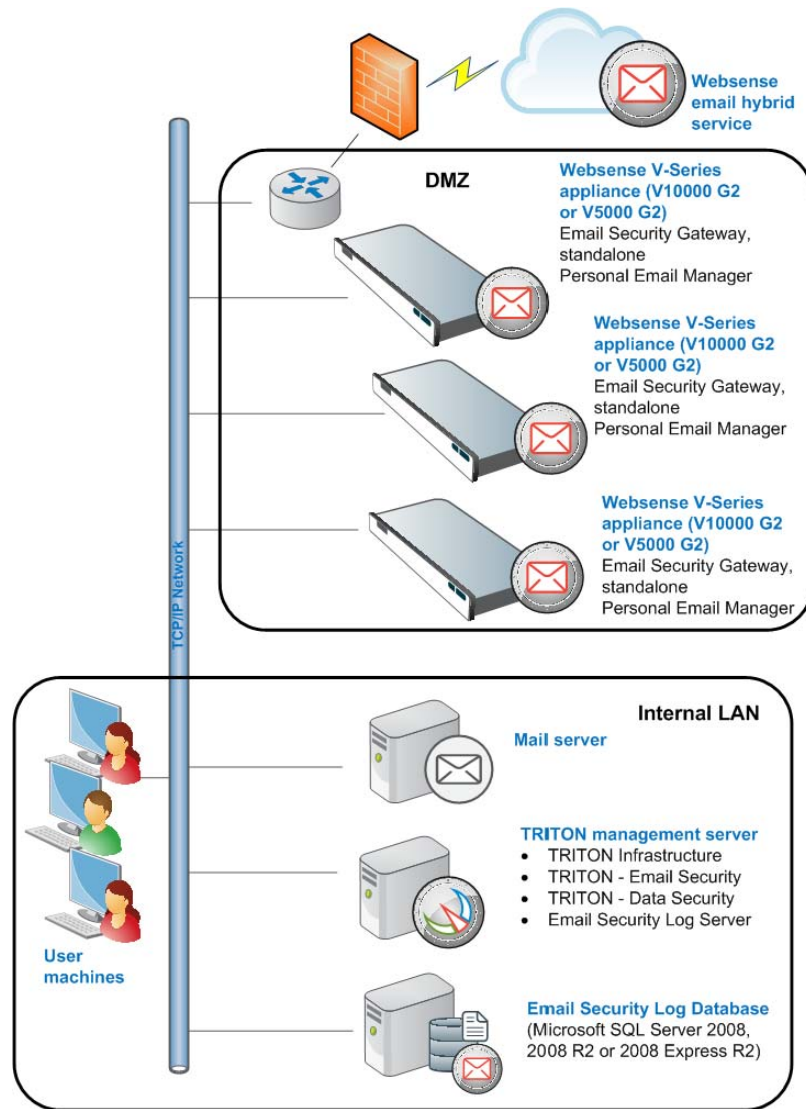 Websense
email hybrid
service
DMZ
Websense V-Series
appliance (V10000 G2
or V5000 G2)
Email Security Gateway,
standalone
Personal Email Manager
Websense V-Series
appliance (V10000 G2
or V5000 G2)
Email Security Gateway,
standalone
Personal Email Manager
Websense V-Series
appliance (V10000 G2
or V5000 G2)
Email Security Gateway,
standalone
Personal Email Manager
TCP/IP Network
Internal LAN
Mail server
TRITON management server
• TRITON Infrastructure
• TRITON - Email Security
• TRITON - Data Security
• Email Security Log Server
User
machines
Email Security Log Database
(Microsoft SQL Server 2008,
2008 R2 or 2008 Express R2)